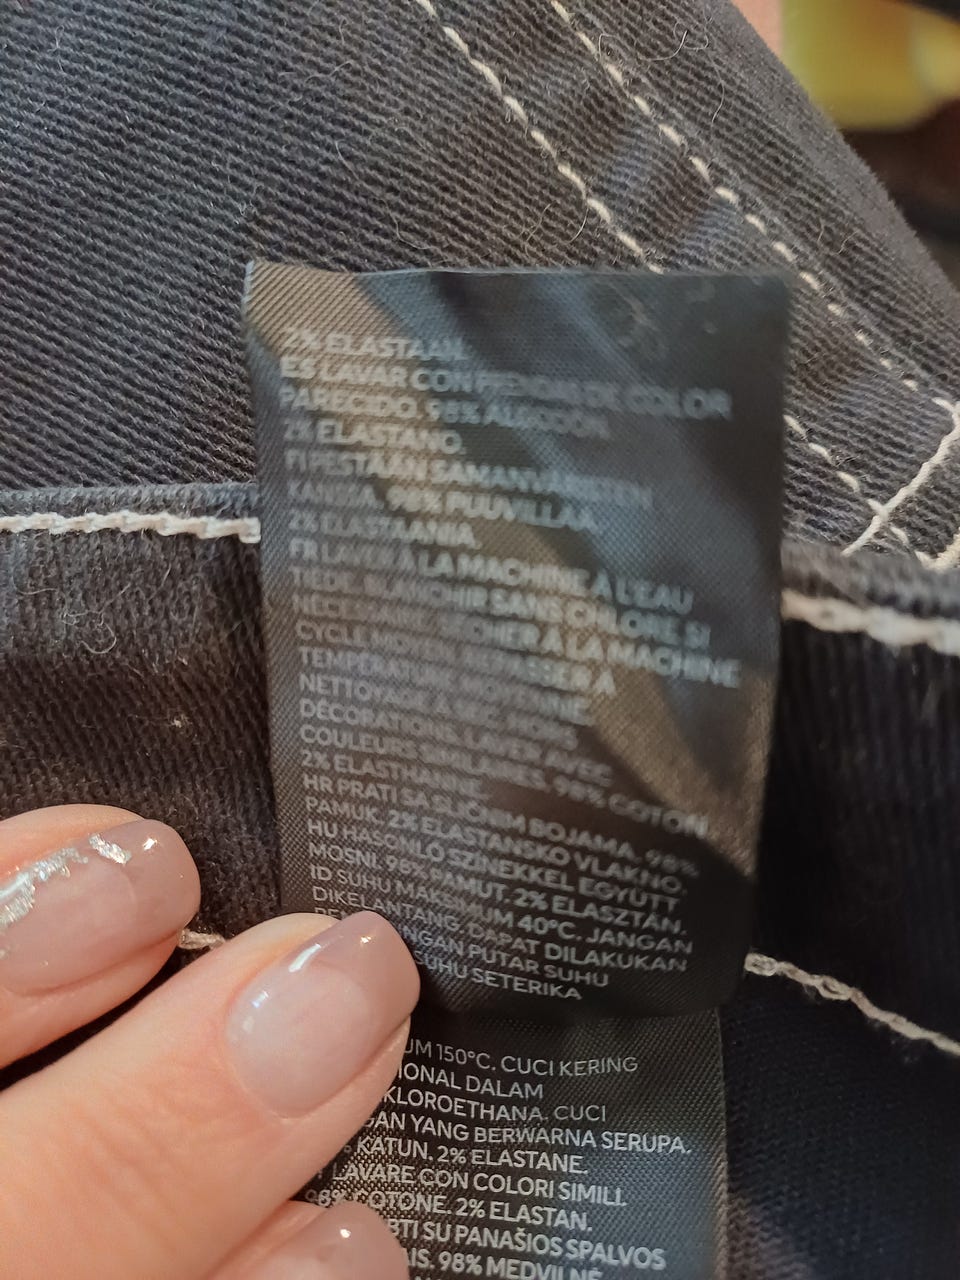 2% ELASTAAN.
ES LAVAR CON PRENDAS DE COLOR
PARECIDO. 98% ALGODÓN.
2% ELASTANO.
FI PESTÄÄN SAMANVÄRISTEN
KANSSA. 98% PUUVILLAA,
2% ELASTAANIA.
FR LAVER À LA MACHINE À L'EAU
TIÈDE. BLANCHIR SANS CHLORE SI
NÉCESSAIRE. SÉCHER À LA MACHINE
CYCLE MOYEN. REPASSER À
TEMPÉRATURE MOYENNE.
NETTOYAGE À SEC,
DÉCORATIONS. LAVER AVEC
COULEURS SIMILAIRES. 98% COTON,
2% ÉLASTHANNE.
HR PRATI SA SLIČNIM BOJAMA. 98%
PAMUK. 2% ELASTANSKO VLAKNO.
HU HASONLÓ SZÍNEKKEL EGYÜTT
MOSNI. 98% PAMUT. 2% ELASZTÁN.
ID SUHU MAKSIMUM 40°C. JANGAN
DIKELANTANG. DAPAT DILAKUKAN
PUTAR SUHU
SUHU SETERIKA
UM 150°C. CUCI KERING
IONAL DALAM
KLOROETHANA. CUCI
GAN YANG BERWARNA SERUPA.
KATUN. 2% ELASTANE.
LAVARE CON COLORI SIMILI.
98% COTONE. 2% ELASTAN.
BTI SU PANAŠIOS SPALVOS
AIS. 98% MEDVILNĖ